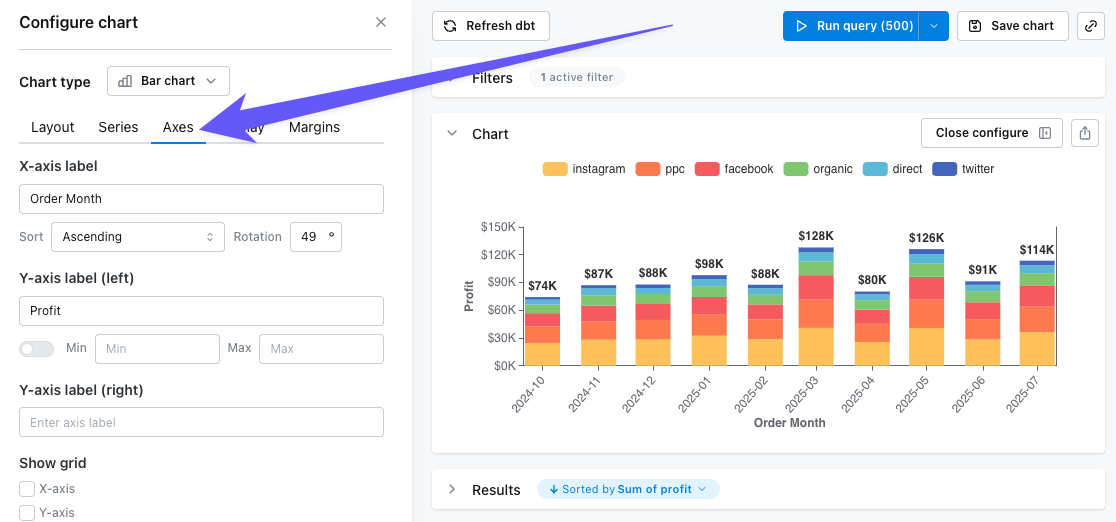 Configure chart
Chart type
Bar chart
Layout Series Axes Margins
X-axis label
Order Month
Sort Ascending Rotation 49 °
Y-axis label (left)
Profit
Min Min Max Max
Y-axis label (right)
Enter axis label
Show grid
X-axis
Y-axis
Refresh dbt
Run query (500)
Save chart
Filters 1 active filter
Chart
Close configure
instagram ppc facebook organic direct twitter
$150K
$120K
$90K
$60K
$30K
$0K
Profit
$74K $87K $88K $98K $88K $128K $80K $126K $91K $114K
2024-10 2024-11 2024-12 2025-01 2025-02 2025-03 2025-04 2025-05 2025-06 2025-07
Order Month
Results Sorted by Sum of profit